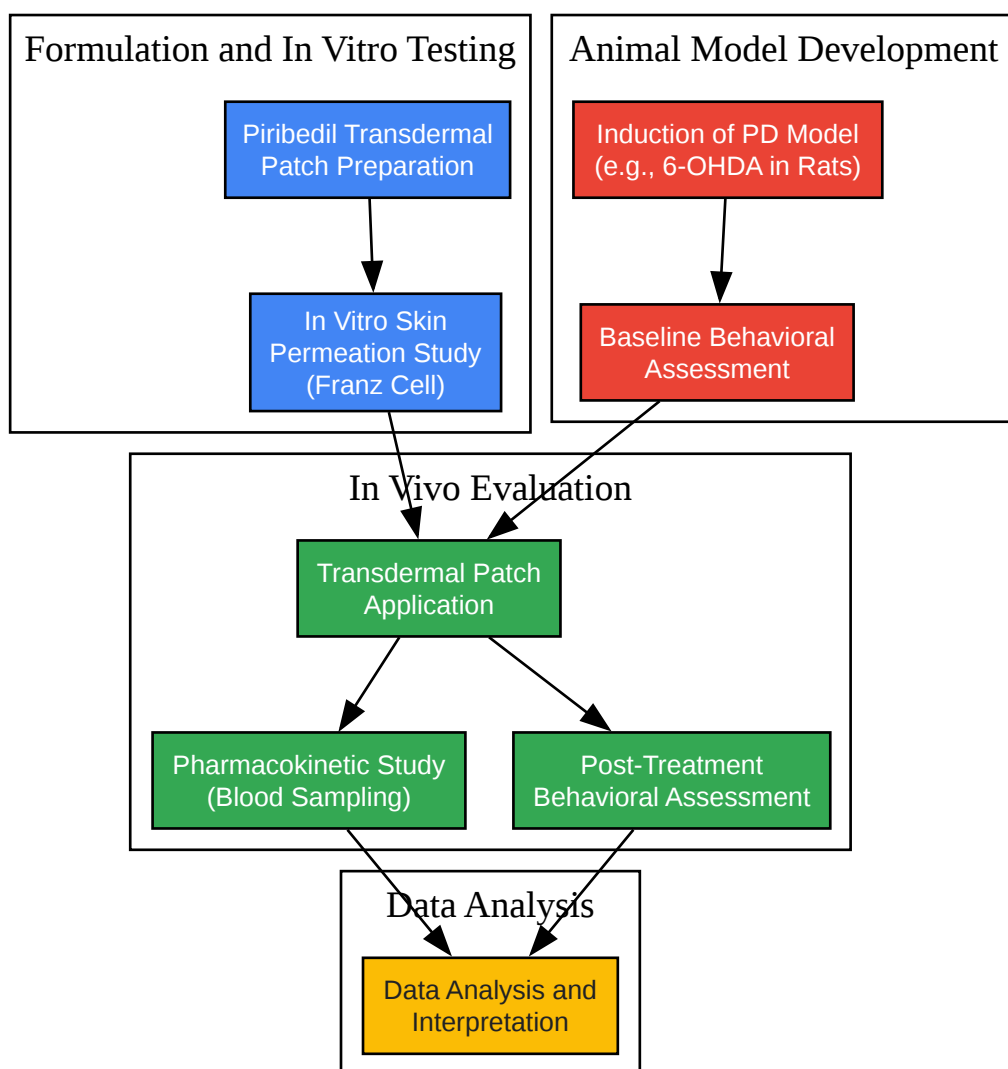 Formulation and In Vitro Testing
Piribedil Transdermal
Patch Preparation
In Vitro Skin
Permeation Study
(Franz Cell)
Animal Model Development
Induction of PD Model
(e.g., 6-OHDA in Rats)
Baseline Behavioral
Assessment
In Vivo Evaluation
Transdermal Patch
Application
Pharmacokinetic Study
(Blood Sampling)
Post-Treatment
Behavioral Assessment
Data Analysis
Data Analysis and
Interpretation